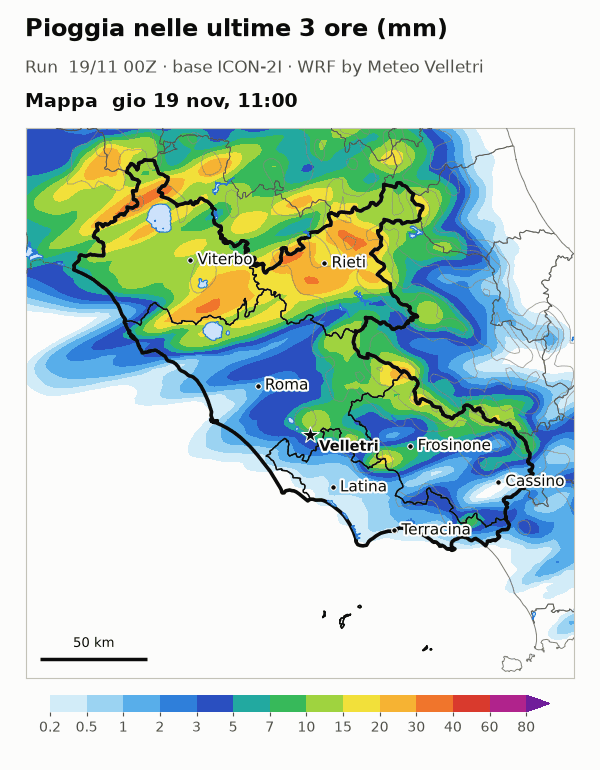 Pioggia nelle ultime 3 ore (mm)
Run  19/11 00Z · base ICON-2I · WRF by Meteo Velletri
Mappa  gio 19 nov, 11:00
Viterbo
Rieti
Roma
Velletri
Frosinone
Cassino
Latina
Terracina
50 km
0.2 0.5 1 2 3 5 7 10 15 20 30 40 60 80